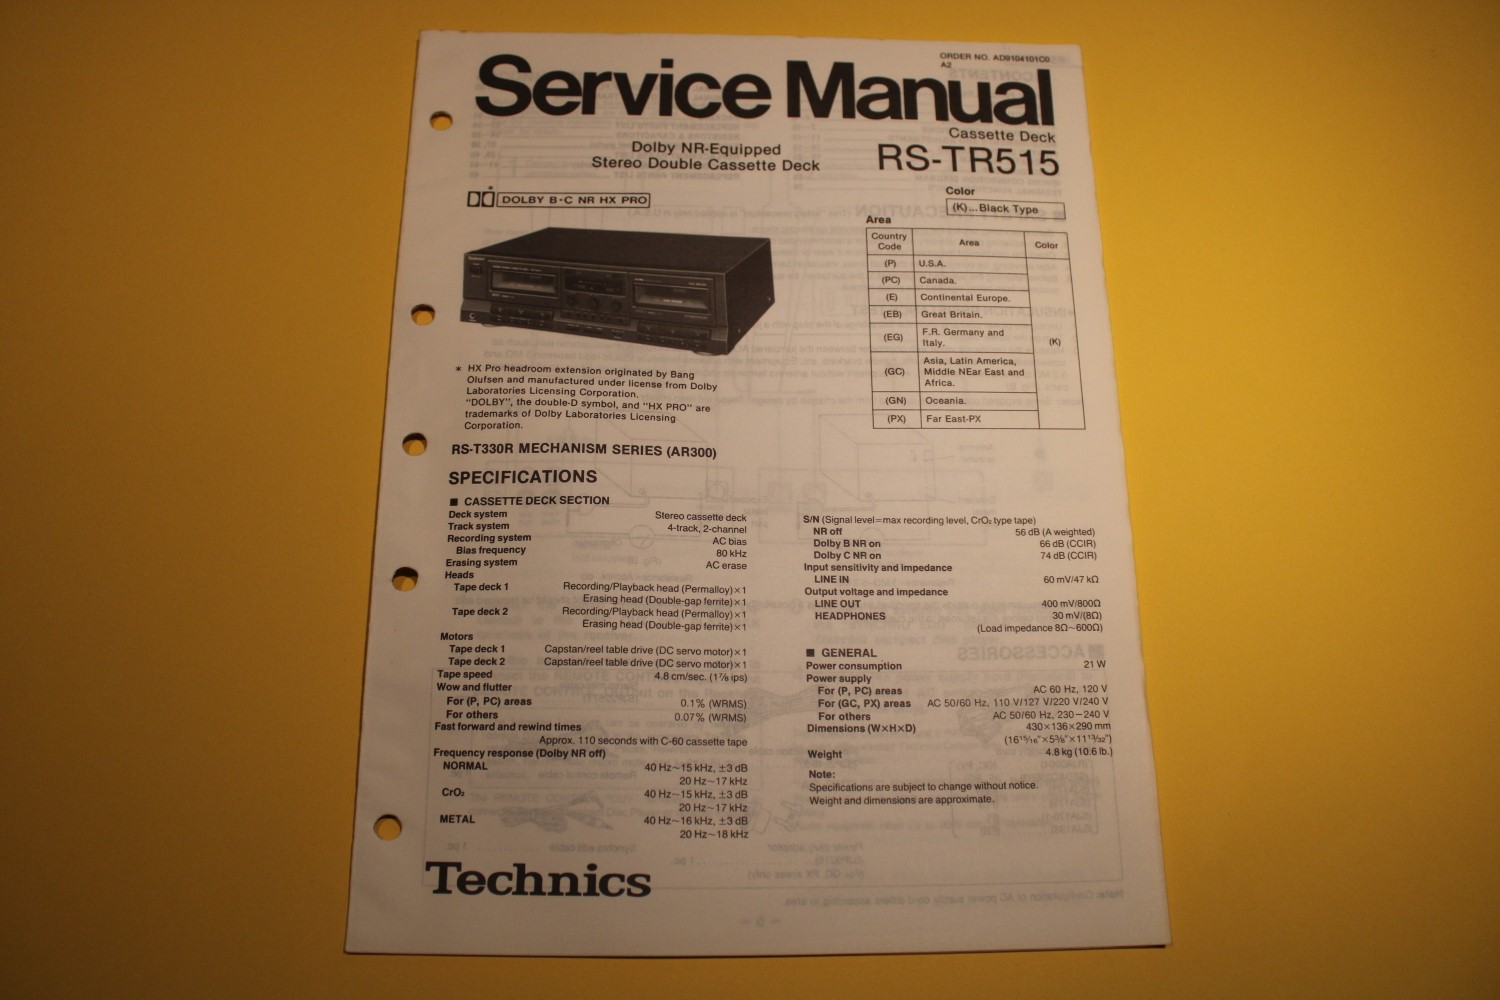 ORDER NO. AD9104101C0
A2
Service Manual
Cassette Deck
Dolby NR-Equipped
Stereo Double Cassette Deck
RS-TR515
DOLBY B·C NR HX PRO
Color
(K)...Black Type
Area
Country Code Area Color
(P) U.S.A.
(PC) Canada.
(E) Continental Europe.
(EB) Great Britain.
(EG) F.R. Germany and Italy.
(K)
(GC) Asia, Latin America, Middle NEar East and Africa.
(GN) Oceania.
(PX) Far East-PX
* HX Pro headroom extension originated by Bang
Olufsen and manufactured under license from Dolby
Laboratories Licensing Corporation.
"DOLBY", the double-D symbol, and "HX PRO" are
trademarks of Dolby Laboratories Licensing
Corporation.
RS-T330R MECHANISM SERIES (AR300)
SPECIFICATIONS
■ CASSETTE DECK SECTION
Deck system Stereo cassette deck
Track system 4-track, 2-channel
Recording system AC bias
Bias frequency 80 kHz
Erasing system AC erase
Heads
Tape deck 1 Recording/Playback head (Permalloy)×1
Erasing head (Double-gap ferrite)×1
Tape deck 2 Recording/Playback head (Permalloy)×1
Erasing head (Double-gap ferrite)×1
Motors
Tape deck 1 Capstan/reel table drive (DC servo motor)×1
Tape deck 2 Capstan/reel table drive (DC servo motor)×1
Tape speed 4.8 cm/sec. (1⅞ ips)
Wow and flutter
For (P, PC) areas 0.1% (WRMS)
For others 0.07% (WRMS)
Fast forward and rewind times
Approx. 110 seconds with C-60 cassette tape
Frequency response (Dolby NR off)
NORMAL 40 Hz~15 kHz, ±3 dB
20 Hz~17 kHz
CrO₂ 40 Hz~15 kHz, ±3 dB
20 Hz~17 kHz
METAL 40 Hz~16 kHz, ±3 dB
20 Hz~18 kHz
S/N (Signal level=max recording level, CrO₂ type tape)
NR off 56 dB (A weighted)
Dolby B NR on 66 dB (CCIR)
Dolby C NR on 74 dB (CCIR)
Input sensitivity and impedance
LINE IN 60 mV/47 kΩ
Output voltage and impedance
LINE OUT 400 mV/800Ω
HEADPHONES 30 mV/(8Ω)
(Load impedance 8Ω~600Ω)
■ GENERAL
Power consumption 21 W
Power supply
For (P, PC) areas AC 60 Hz, 120 V
For (GC, PX) areas AC 50/60 Hz, 110 V/127 V/220 V/240 V
For others AC 50/60 Hz, 230~240 V
Dimensions (W×H×D) 430×136×290 mm
(16¹⁵⁄₁₆"×5⅜"×11¹³⁄₃₂")
Weight 4.8 kg (10.6 lb.)
Note:
Specifications are subject to change without notice.
Weight and dimensions are approximate.
Technics